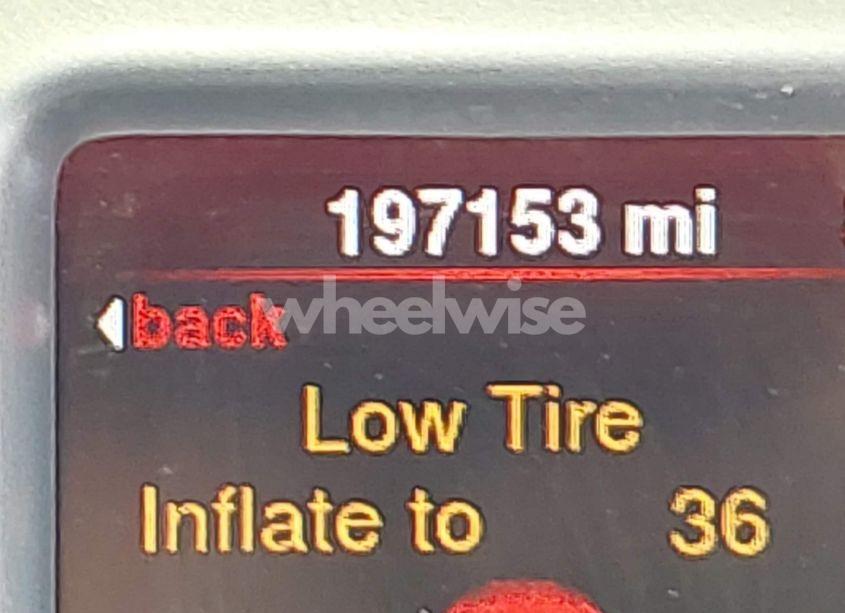 197153 mi
back
wheelwise
Low Tire
Inflate to 36